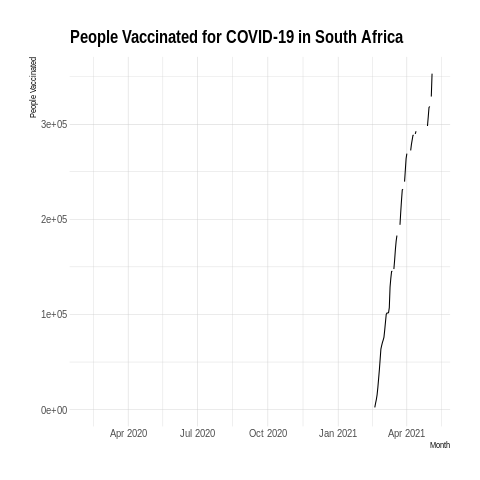 People Vaccinated for COVID-19 in South Africa
People Vaccinated
3e+05
2e+05
1e+05
0e+00
Apr 2020 Jul 2020 Oct 2020 Jan 2021 Apr 2021
Month